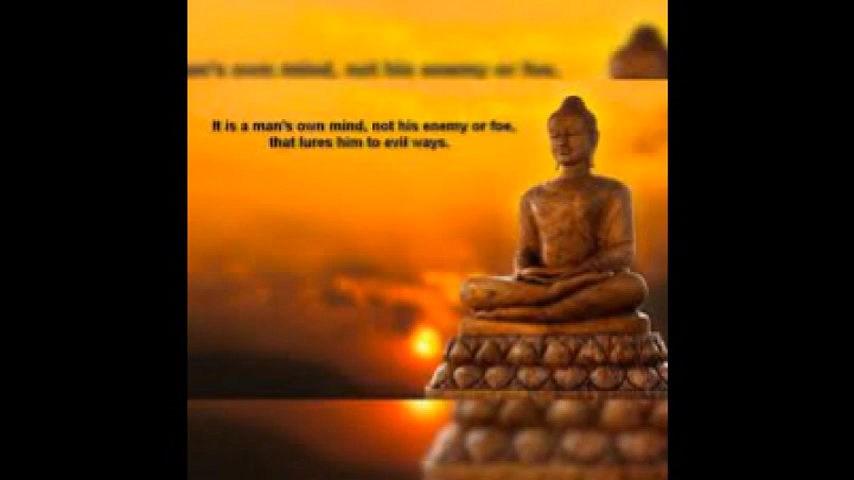 It is a man's own mind, not his enemy or foe,
that lures him to evil ways.